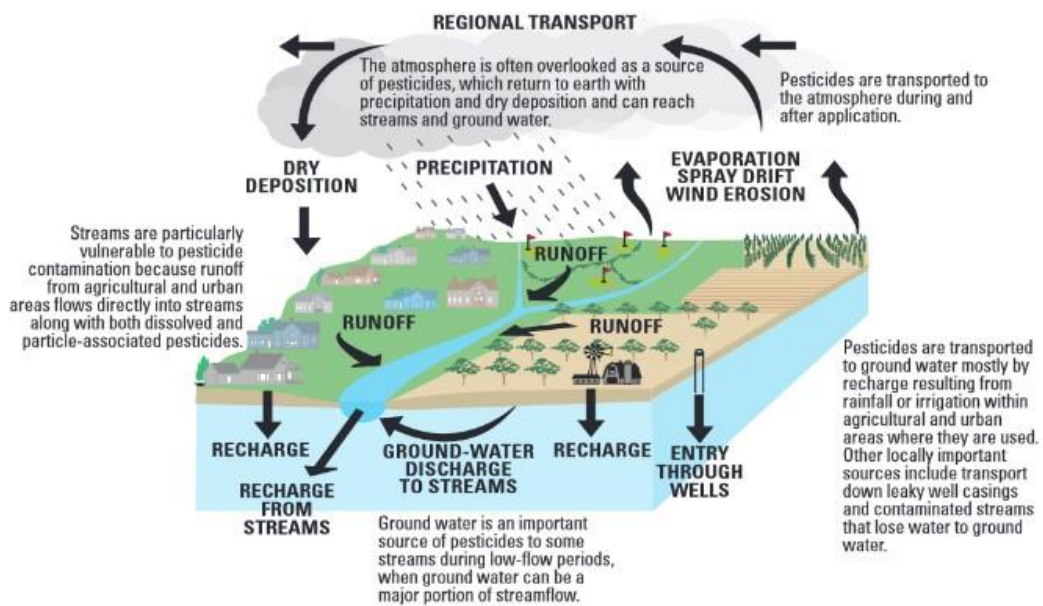 REGIONAL TRANSPORT
The atmosphere is often overlooked as a source
of pesticides, which return to earth with
precipitation and dry deposition and can reach
streams and ground water.
Pesticides are transported to
the atmosphere during and
after application.
DRY
DEPOSITION
PRECIPITATION
EVAPORATION
SPRAY DRIFT
WIND EROSION
Streams are particularly
vulnerable to pesticide
contamination because runoff
from agricultural and urban
areas flows directly into streams
along with both dissolved and
particle-associated pesticides.
RUNOFF
RUNOFF
RUNOFF
Pesticides are transported
to ground water mostly by
recharge resulting from
rainfall or irrigation within
agricultural and urban
areas where they are used.
Other locally important
sources include transport
down leaky well casings
and contaminated streams
that lose water to ground
water.
RECHARGE
GROUND-WATER
DISCHARGE
TO STREAMS
RECHARGE
ENTRY
THROUGH
WELLS
RECHARGE
FROM
STREAMS
Ground water is an important
source of pesticides to some
streams during low-flow periods,
when ground water can be a
major portion of streamflow.